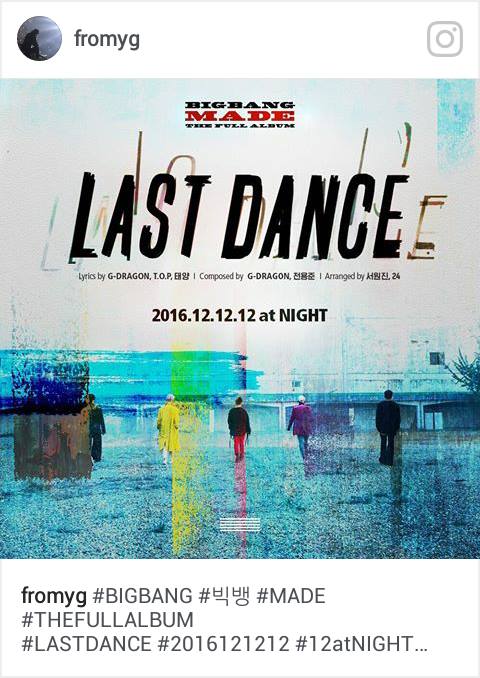 fromyg
BIGBANG
MADE
THE FULL ALBUM
LAST DANCE
Lyrics by G-DRAGON, T.O.P, 태양 I Composed by G-DRAGON, 전용준 I Arranged by 서원진, 24
2016.12.12.12 at NIGHT
fromyg #BIGBANG #빅뱅 #MADE
#THEFULLALBUM
#LASTDANCE #2016121212 #12atNIGHT...